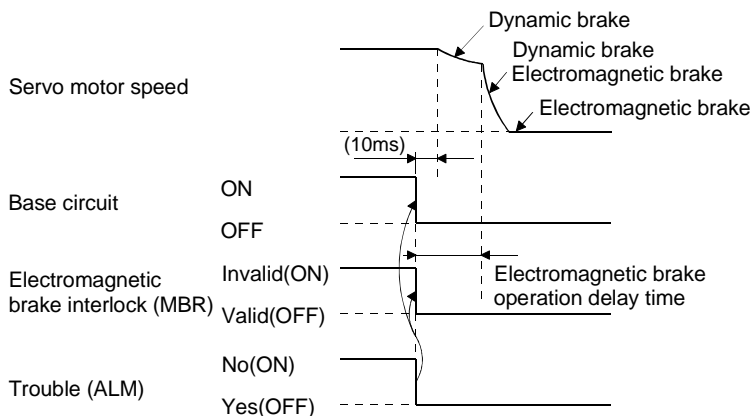 Dynamic brake
Dynamic brake
Electromagnetic brake
Servo motor speed
Electromagnetic brake
(10ms)
ON
Base circuit
OFF
Electromagnetic
brake interlock (MBR)
Invalid(ON)
Valid(OFF)
Electromagnetic brake
operation delay time
No(ON)
Trouble (ALM)
Yes(OFF)